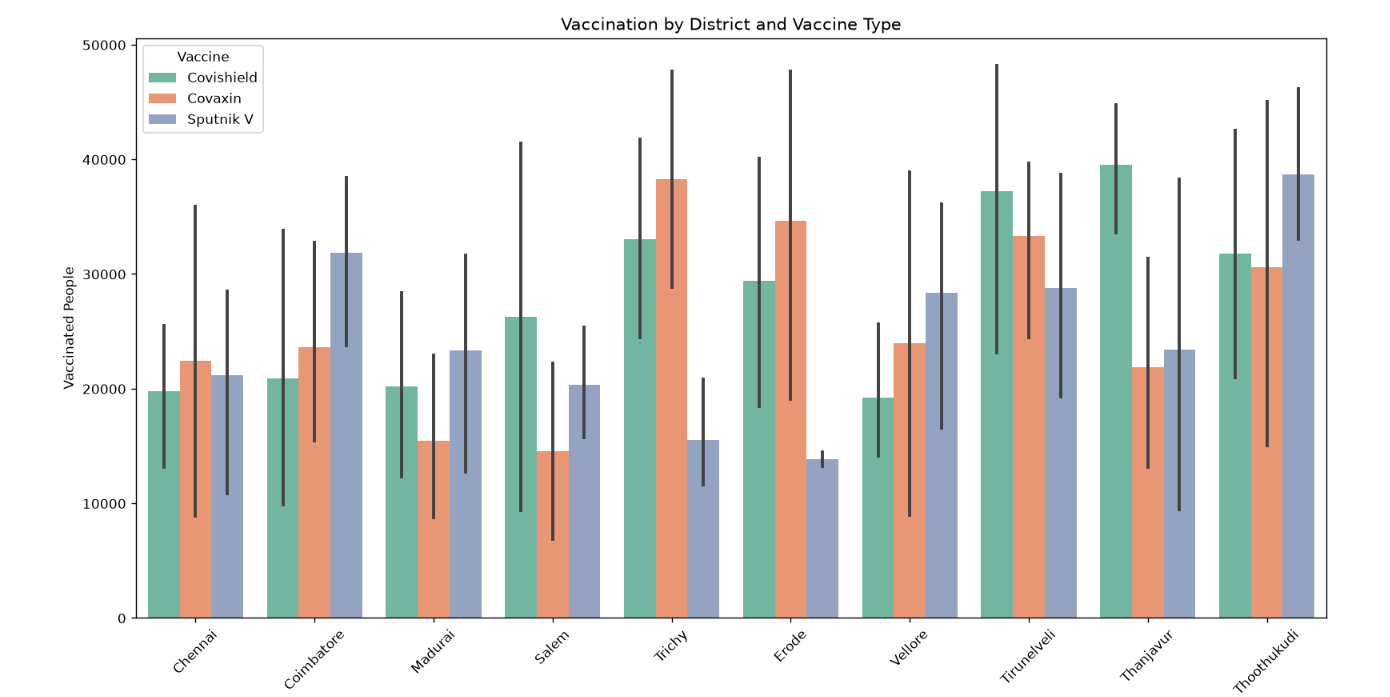 Vaccination by District and Vaccine Type
Vaccine
Covishield
Covaxin
Sputnik V
Vaccinated People
50000
40000
30000
20000
10000
0
Chennai
Coimbatore
Madurai
Salem
Trichy
Erode
Vellore
Tirunelveli
Thanjavur
Thoothukudi